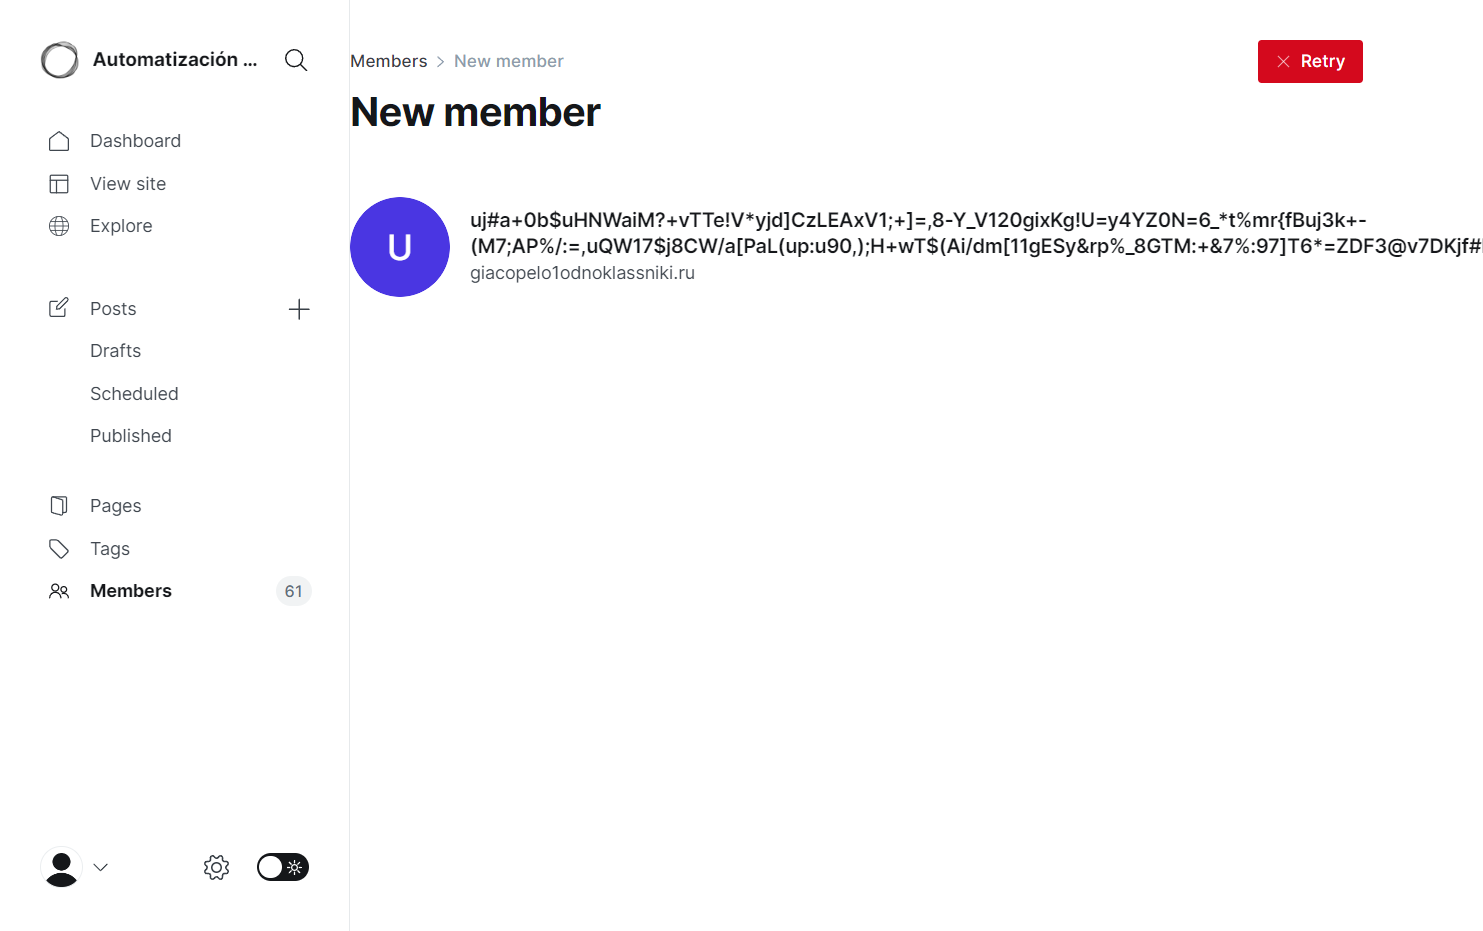 Automatización ...
Dashboard
View site
Explore
Posts
Drafts
Scheduled
Published
Pages
Tags
Members
61
Members > New member
Retry
New member
U
uj#a+0b$uHNWaiM?+vTTe!V*yjd]CzLEAxV1;+]=,8-Y_V120gixKg!U=y4YZ0N=6_*t%mr{fBuj3k+-
(M7;AP%/:=,uQW17$j8CW/a[PaL(up:u90,);H+wT$(Ai/dm[11gESy&rp%_8GTM:+&7%:97]T6*=ZDF3@v7DKjf#
giacopelo1odnoklassniki.ru